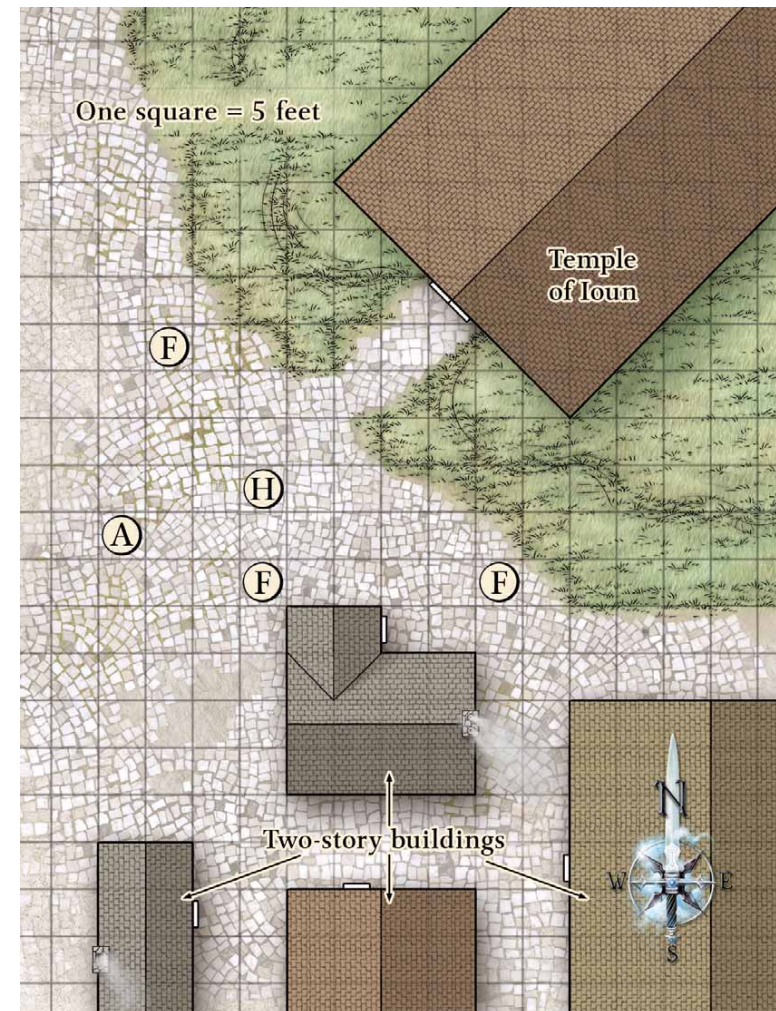 One square = 5 feet
Temple
of Ioun
F
H
A
F
F
Two-story buildings
N
W
E
S